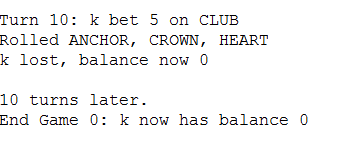 Turn 10: k bet 5 on CLUB
Rolled ANCHOR, CROWN, HEART
k lost, balance now 0
10 turns later.
End Game 0: k now has balance 0